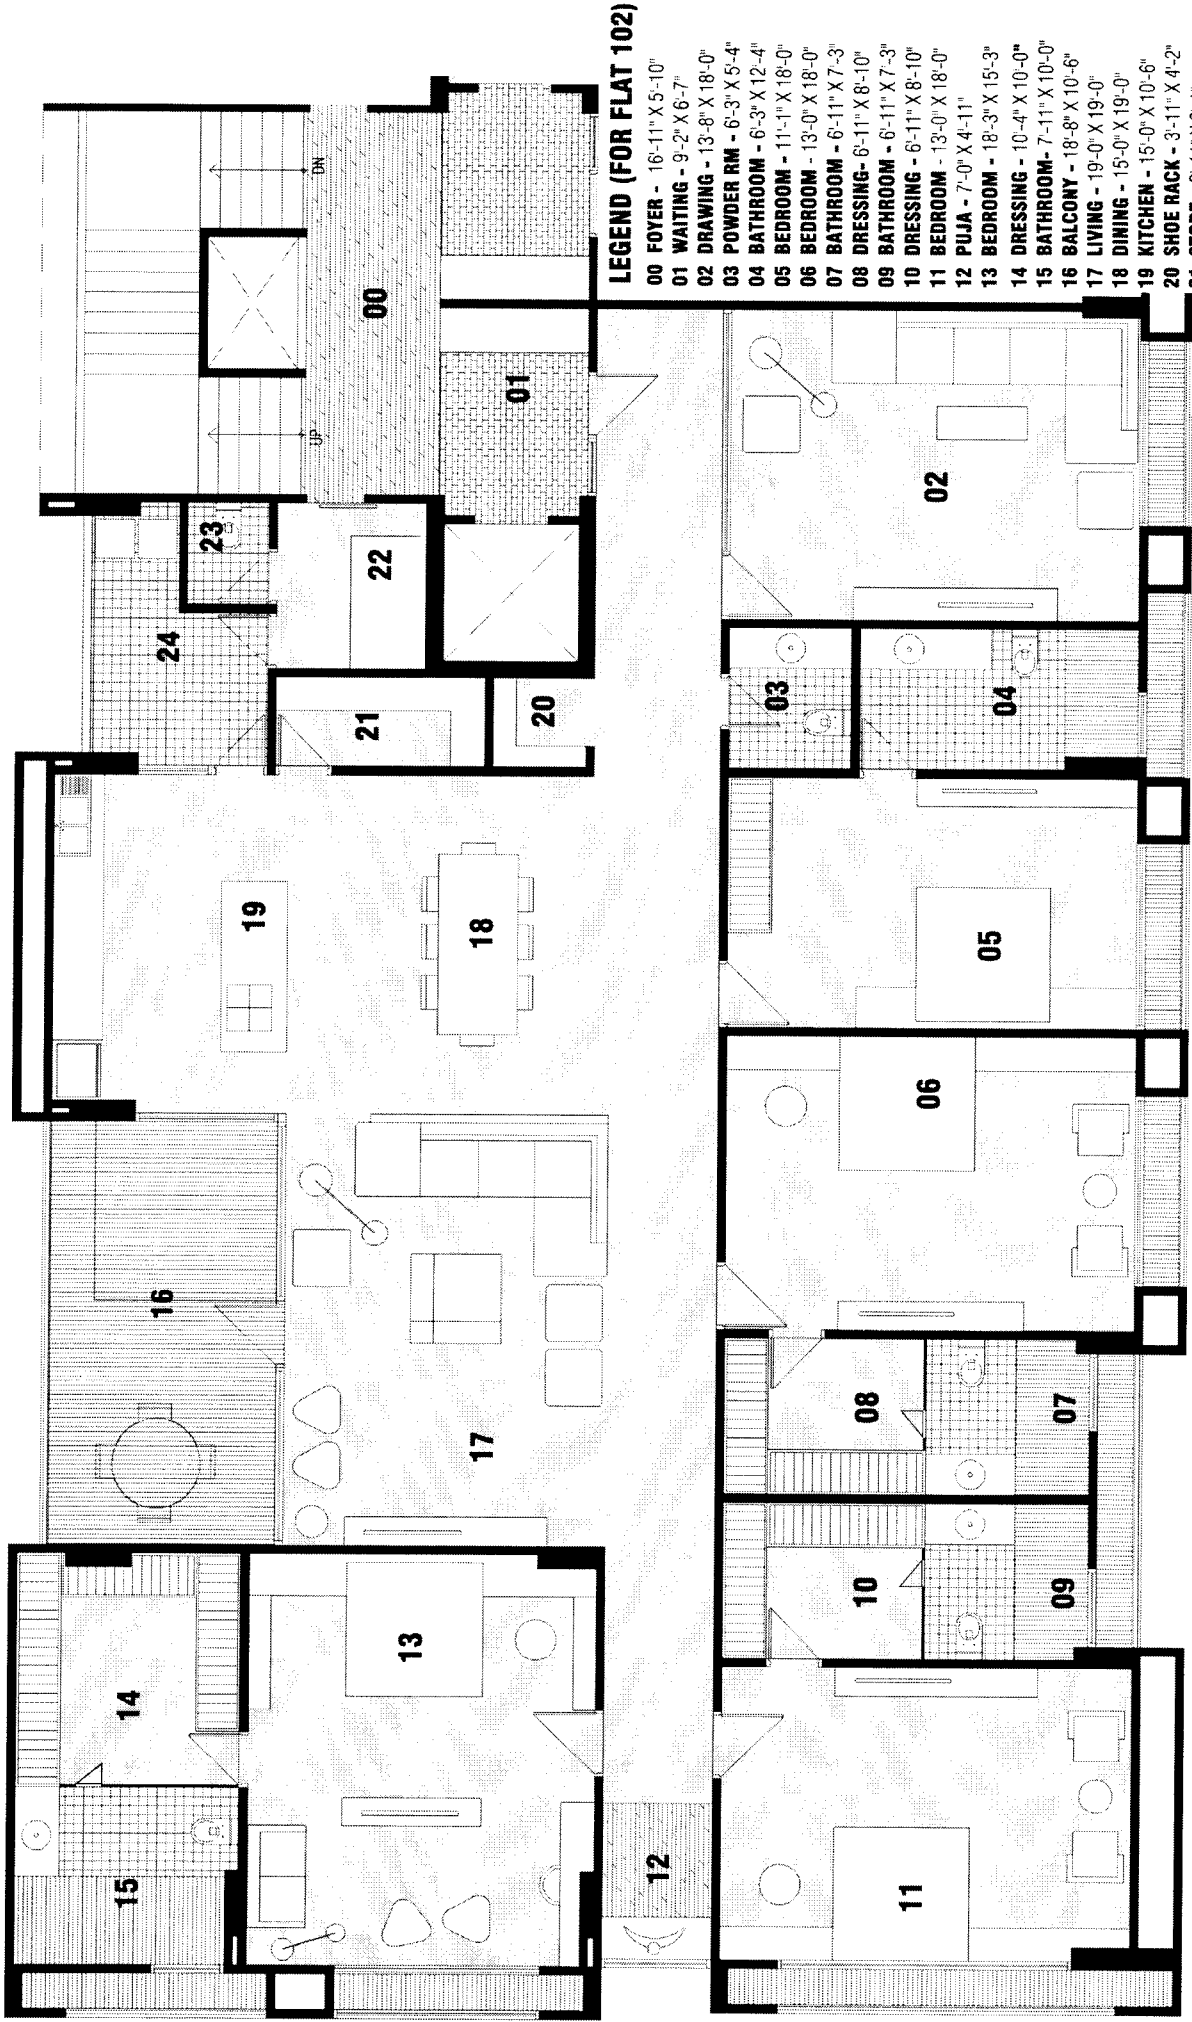 LEGEND (FOR FLAT 102)
00 FOYER - 16'-11" X 5'-10"
01 WAITING - 9'-2" X 6'-7"
02 DRAWING - 13'-8" X 18'-0"
03 POWDER RM - 6'-3" X 5'-4"
04 BATHROOM - 6'-3" X 12'-4"
05 BEDROOM - 11'-1" X 18'-0"
06 BEDROOM - 13'-0" X 18'-0"
07 BATHROOM - 6'-11" X 7'-3"
08 DRESSING- 6'-11" X 8'-10"
09 BATHROOM - 6'-11" X 7'-3"
10 DRESSING - 6'-11" X 8'-10"
11 BEDROOM - 13'-0" X 18'-0"
12 PUJA - 7'-0" X 4'-11"
13 BEDROOM - 18'-3" X 15'-3"
14 DRESSING - 10'-4" X 10'-0"
15 BATHROOM- 7'-11" X 10'-0"
16 BALCONY - 18'-8" X 10'-6"
17 LIVING - 19'-0" X 19'-0"
18 DINING - 15'-0" X 19'-0"
19 KITCHEN - 15'-0" X 10'-6"
20 SHOE RACK - 3'-11" X 4'-2"
15
14
13
12
11
16
17
10
09
08
07
06
19
18
05
24
21
20
03
04
23
22
02
UP
00
01
DN